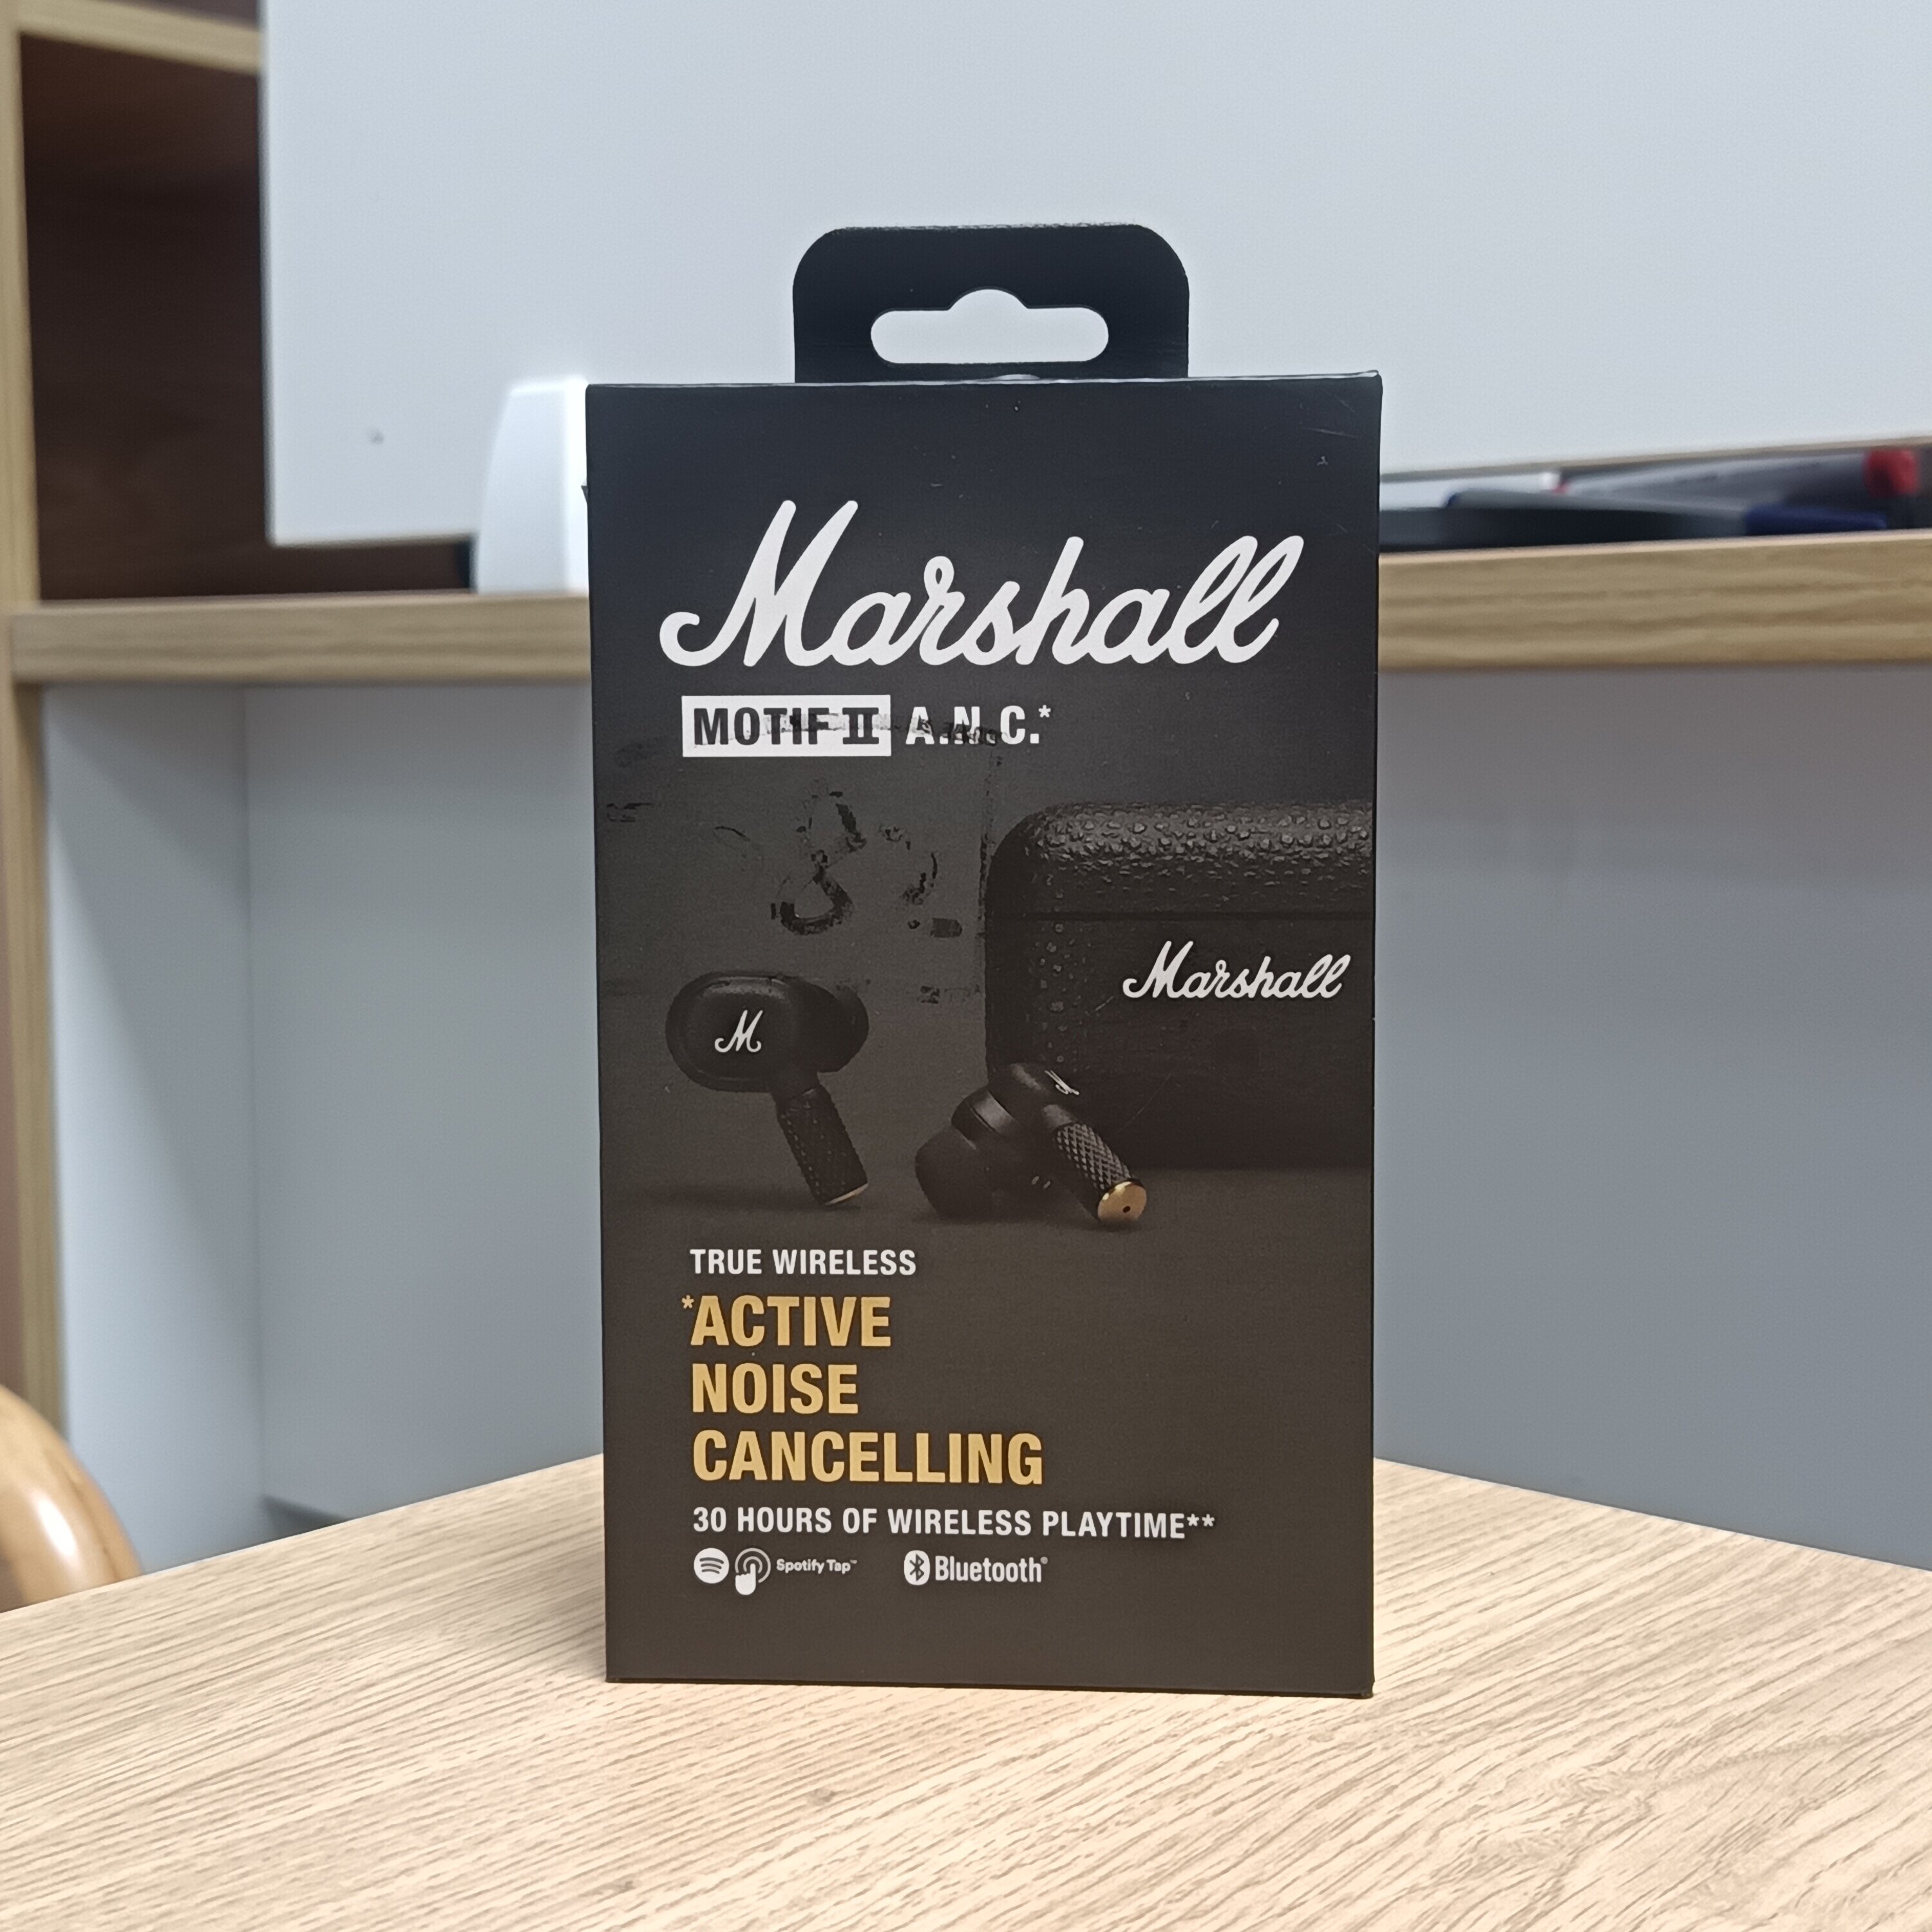 Marshall
MOTIF II A.N.C.*
Marshall
M
TRUE WIRELESS
*ACTIVE
NOISE
CANCELLING
30 HOURS OF WIRELESS PLAYTIME**
Spotify Tap™ Bluetooth®